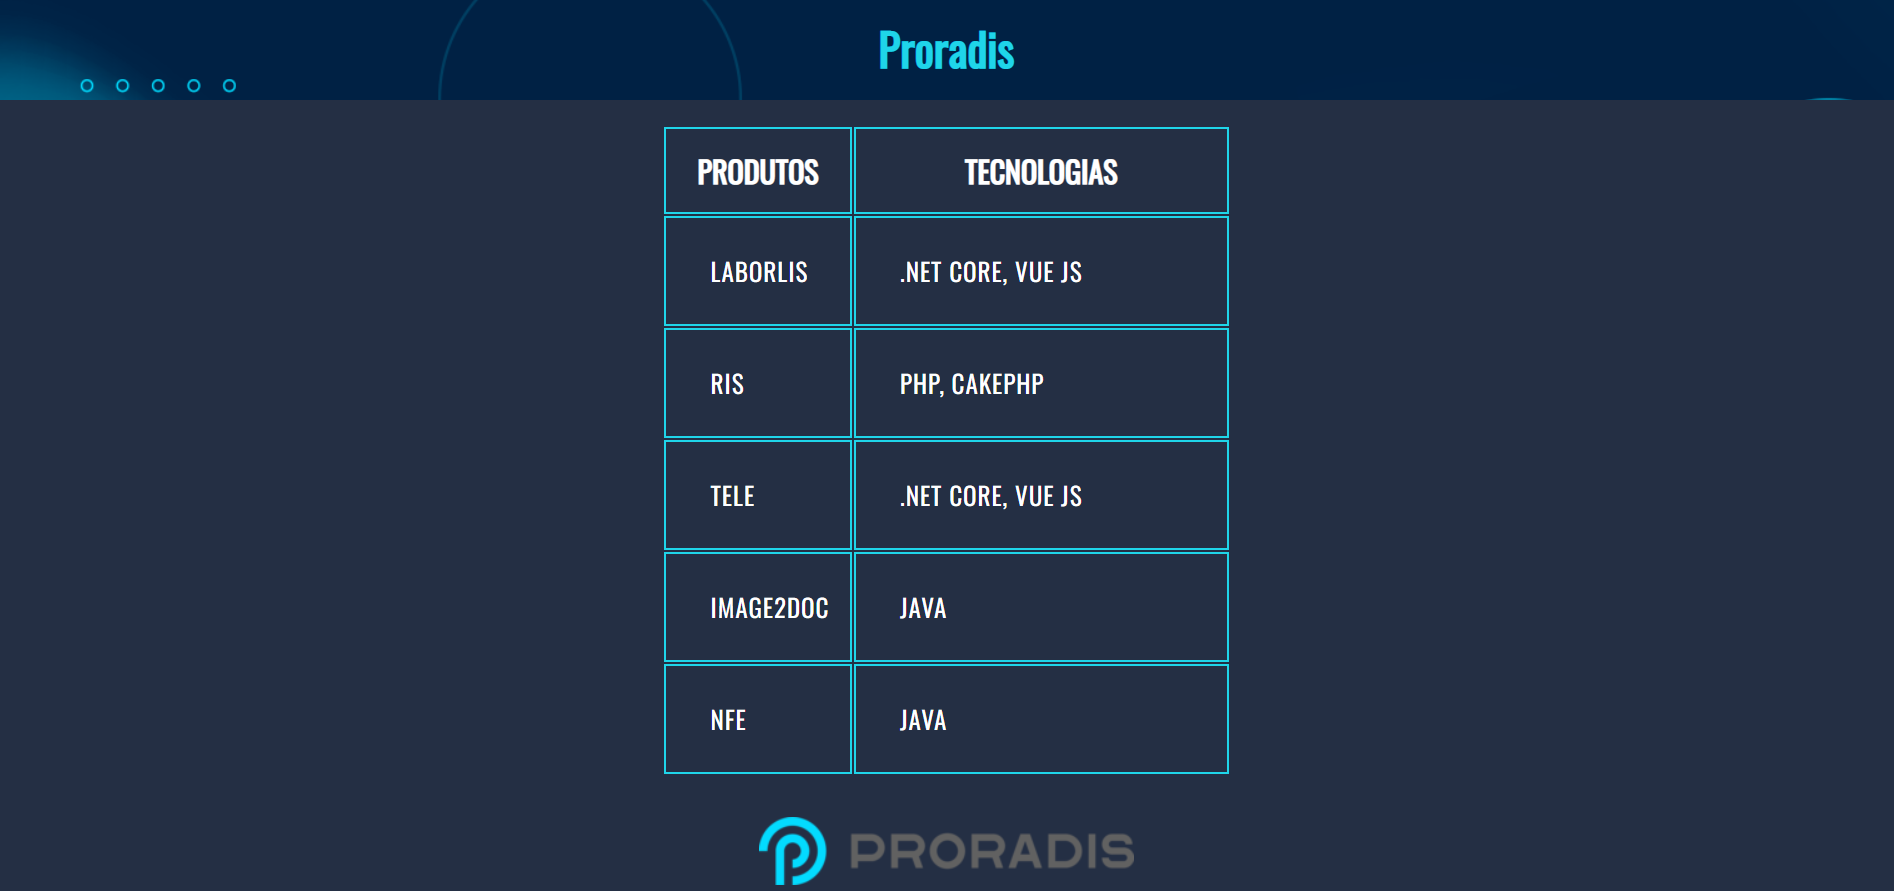 Proradis
PRODUTOS TECNOLOGIAS
LABORLIS .NET CORE, VUE JS
RIS PHP, CAKEPHP
TELE .NET CORE, VUE JS
IMAGE2DOC JAVA
NFE JAVA
PRORADIS